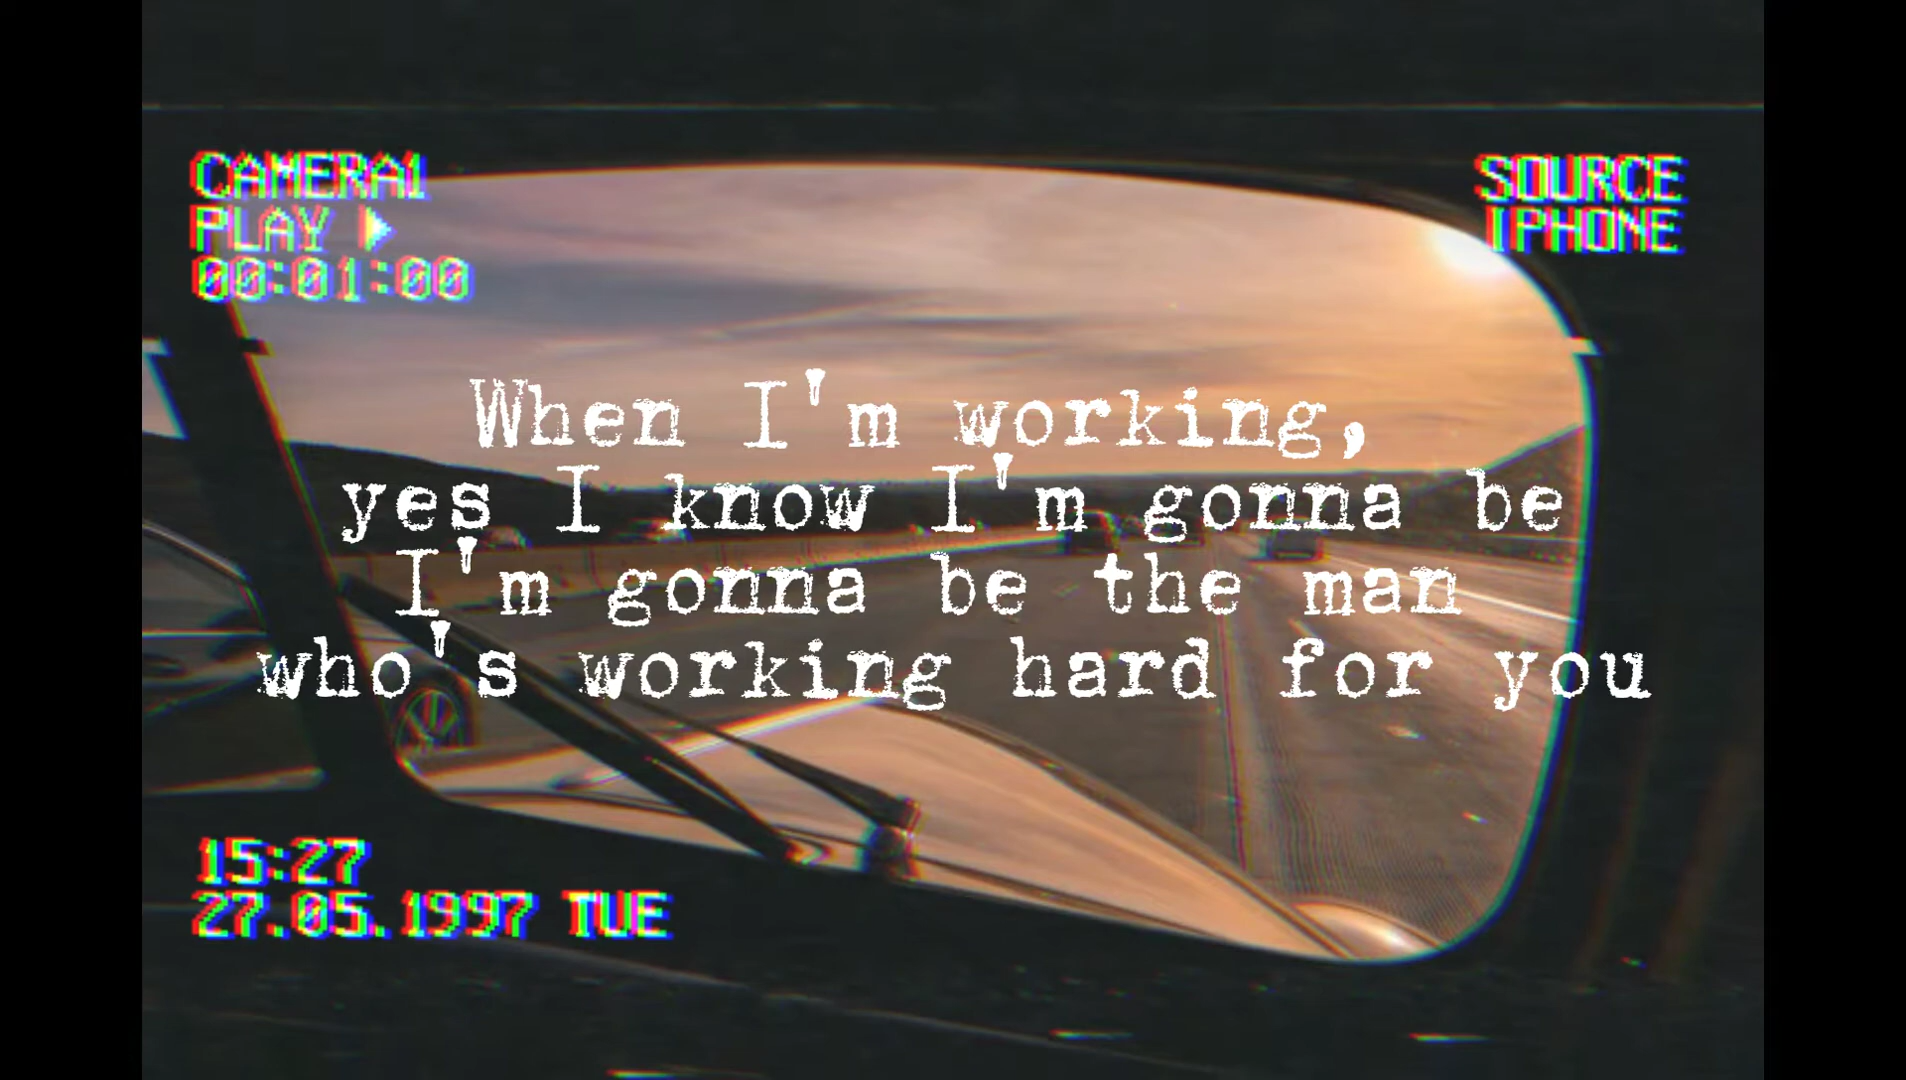 CAMERA1
PLAY
00:01:00
SOURCE
IPHONE
When I'm working,
yes I know I'm gonna be
I'm gonna be the man
who's working hard for you
15:27
27.05.1997 TUE